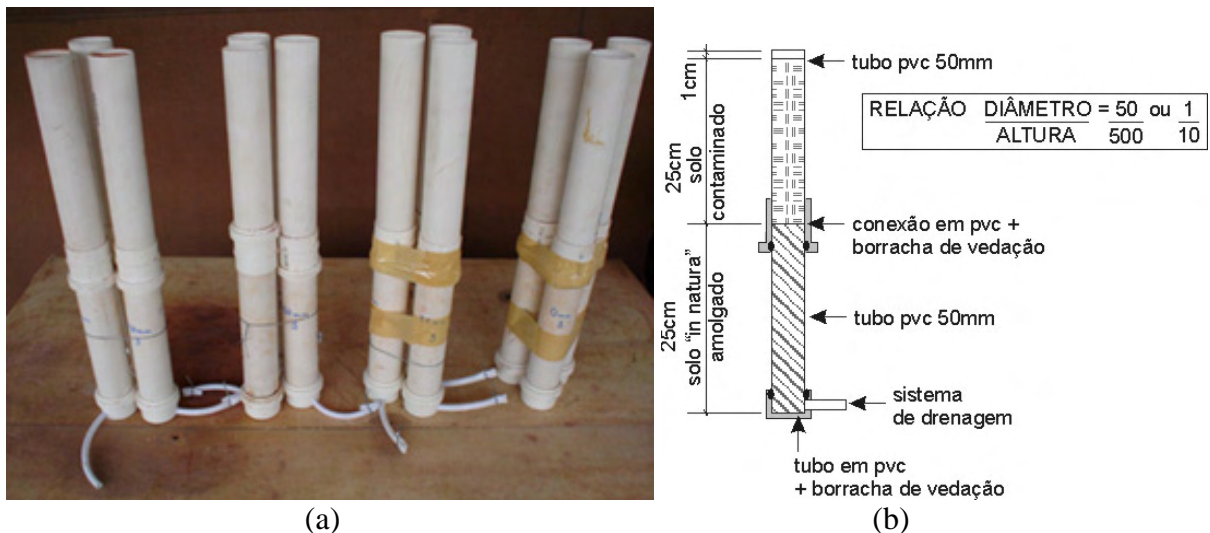 1cm
tubo pvc 50mm
RELAÇÃO DIÂMETRO = 50 ou 1
ALTURA 500 10
25cm
solo
contaminado
conexão em pvc +
borracha de vedação
25cm
solo "in natura"
amolgado
tubo pvc 50mm
sistema
de drenagem
tubo em pvc
+ borracha de vedação
(a)
(b)